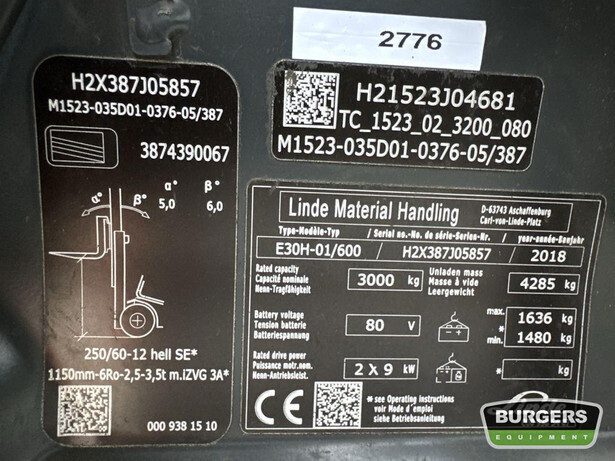 2776
H2X387J05857
M1523-035D01-0376-05/387
3874390067
α° β° α° β°
5,0 6,0
250/60-12 hell SE*
1150mm-6Ro-2,5-3,5t m.iZVG 3A*
000 938 15 10
H21523J04681
TC_1523_02_3200_080
M1523-035D01-0376-05/387
Linde Material Handling
D-63743 Aschaffenburg
Carl-von-Linde-Platz
Type-Modèle-Typ / Serial no.-No. de série-Serien-Nr. / year-année-Baujahr
E30H-01/600 / H2X387J05857 / 2018
Rated capacity
Capacité nominale
Nenn-Tragfähigkeit
3000 kg
Unladen mass
Masse à vide
Leergewicht
4285 kg
Battery voltage
Tension batterie
Batteriespannung
80 V
max. 1636 kg
*
min. 1480 kg
Rated drive power
Puissance motr.nom.
Nenn-Antriebsleist.
2 X 9 kW
* kg
CE
* see Operating instructions
voir Mode d'emploi
siehe Betriebsanleitung
BURGERS
EQUIPMENT